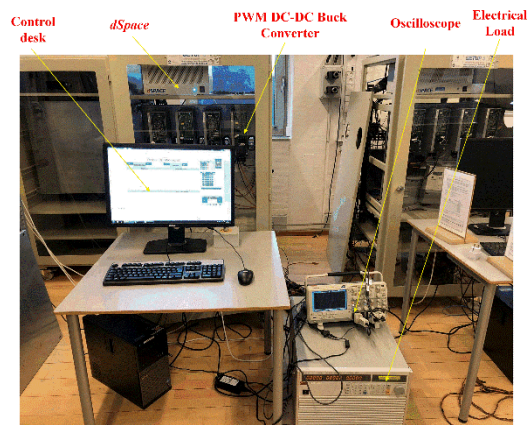 Control
desk
dSpace
PWM DC-DC Buck
Converter
Oscilloscope
Electrical
Load